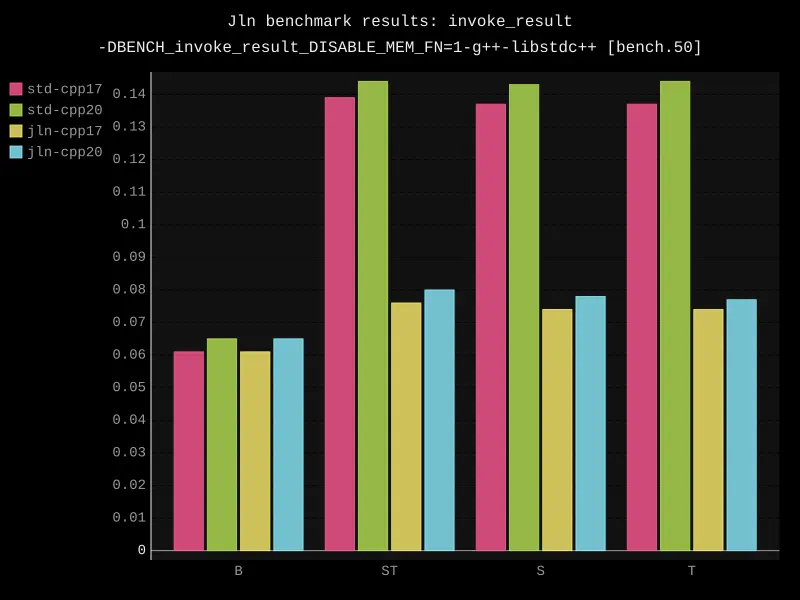 Jln benchmark results: invoke_result
-DBENCH_invoke_result_DISABLE_MEM_FN=1-g++-libstdc++ [bench.50]
std-cpp17
std-cpp20
jln-cpp17
jln-cpp20
0.14
0.13
0.12
0.11
0.1
0.09
0.08
0.07
0.06
0.05
0.04
0.03
0.02
0.01
0
B ST S T